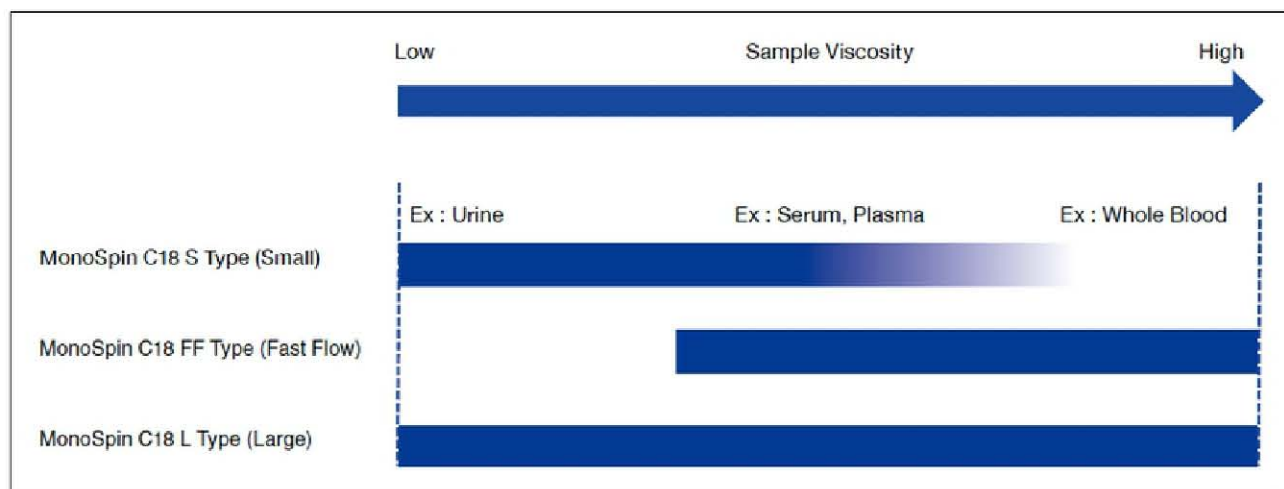 Low Sample Viscosity High
Ex : Urine Ex : Serum, Plasma Ex : Whole Blood
MonoSpin C18 S Type (Small)
MonoSpin C18 FF Type (Fast Flow)
MonoSpin C18 L Type (Large)